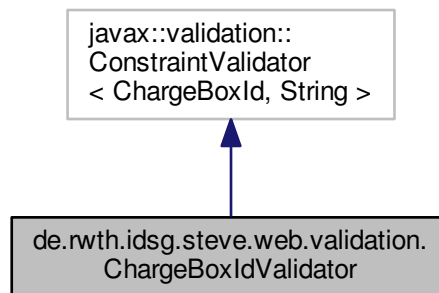 javax::validation::
ConstraintValidator
< ChargeBoxId, String >
de.rwth.idsg.steve.web.validation.
ChargeBoxIdValidator